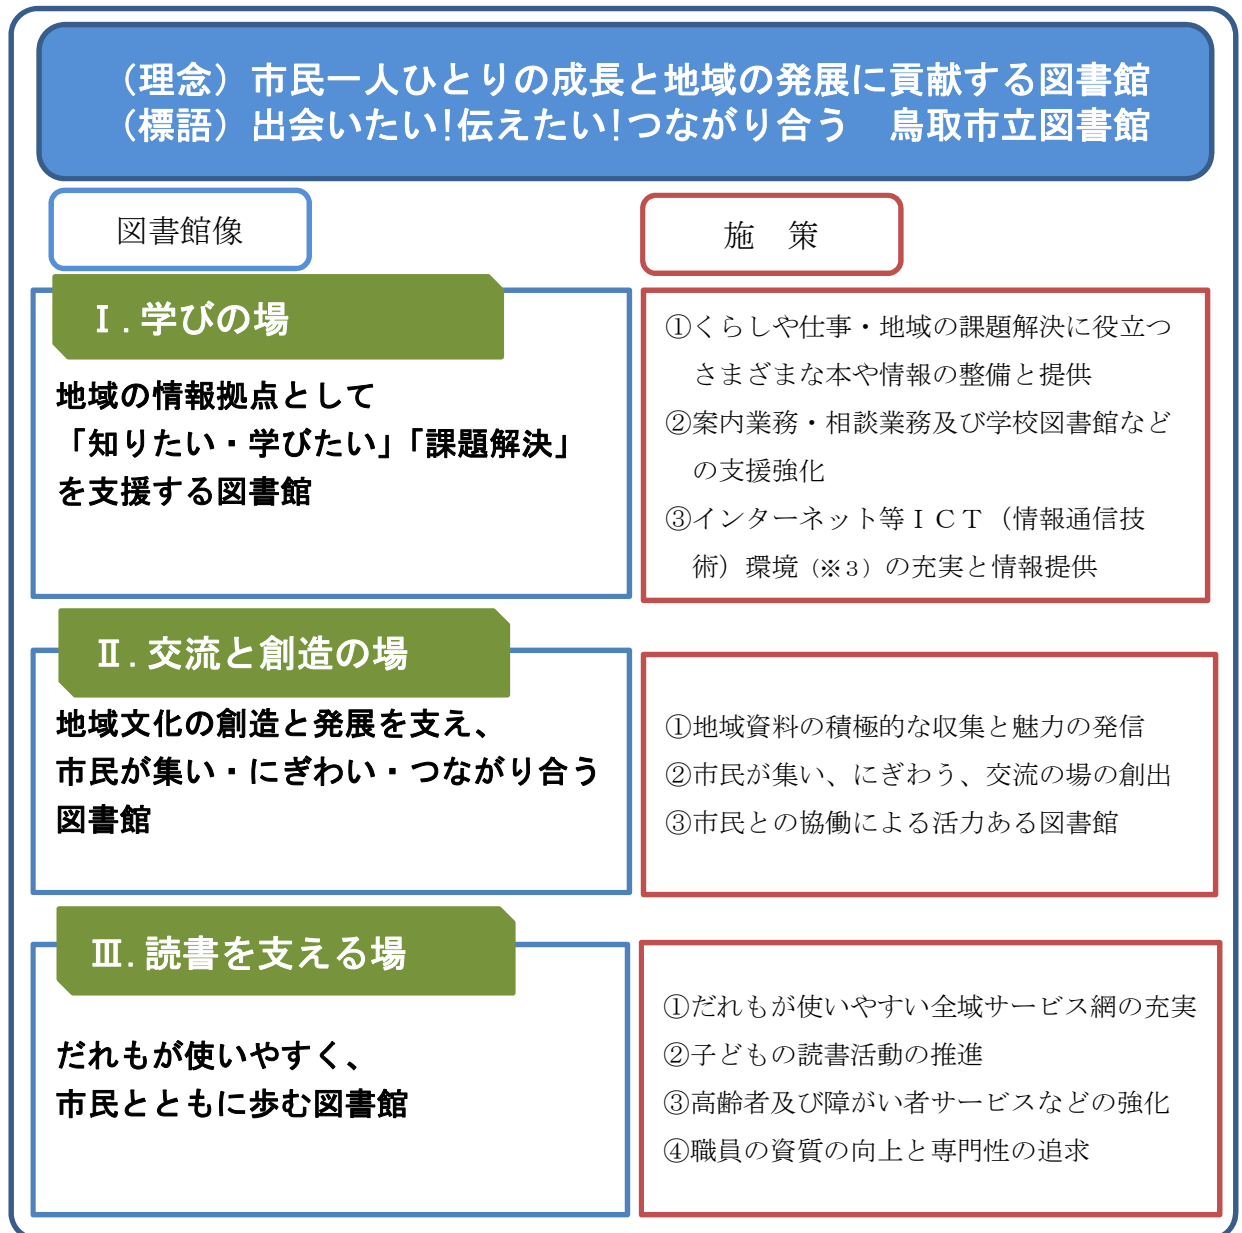 （理念）市民一人ひとりの成長と地域の発展に貢献する図書館
（標語）出会いたい!伝えたい!つながり合う　鳥取市立図書館
図書館像
施　策
Ⅰ.学びの場
地域の情報拠点として
「知りたい・学びたい」「課題解決」
を支援する図書館
①くらしや仕事・地域の課題解決に役立つ
さまざまな本や情報の整備と提供
②案内業務・相談業務及び学校図書館など
の支援強化
③インターネット等ＩＣＴ（情報通信技
術）環境（※3）の充実と情報提供
Ⅱ.交流と創造の場
地域文化の創造と発展を支え、
市民が集い・にぎわい・つながり合う
図書館
①地域資料の積極的な収集と魅力の発信
②市民が集い、にぎわう、交流の場の創出
③市民との協働による活力ある図書館
Ⅲ.読書を支える場
だれもが使いやすく、
市民とともに歩む図書館
①だれもが使いやすい全域サービス網の充実
②子どもの読書活動の推進
③高齢者及び障がい者サービスなどの強化
④職員の資質の向上と専門性の追求